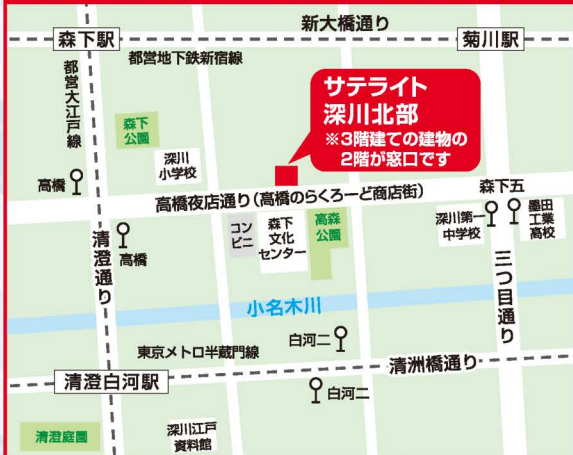 新大橋通り
森下駅
菊川駅
都営地下鉄新宿線
都営大江戸線
サテライト
深川北部
※3階建ての建物の
2階が窓口です
森下
公園
深川
小学校
高橋
高橋夜店通り(高橋のらくろーど商店街)
森下五
高橋
清澄通り
コン
ビニ
森下
文化
センター
高森
公園
深川第一
中学校
墨田
工業
高校
三つ目通り
小名木川
白河二
東京メトロ半蔵門線
清洲橋通り
清澄白河駅
白河二
清澄庭園
深川江戸
資料館